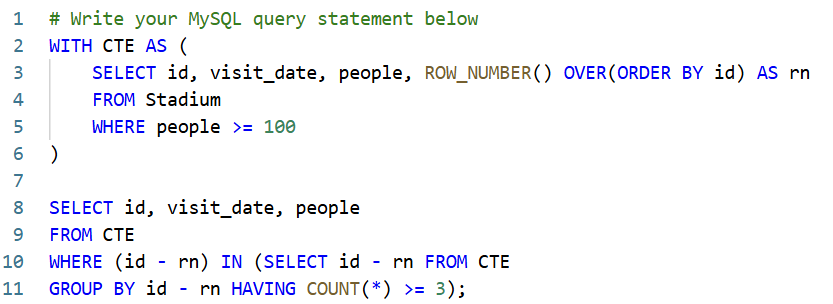 1 # Write your MySQL query statement below
2 WITH CTE AS (
3     SELECT id, visit_date, people, ROW_NUMBER() OVER(ORDER BY id) AS rn
4     FROM Stadium
5     WHERE people >= 100
6 )
7
8 SELECT id, visit_date, people
9 FROM CTE
10 WHERE (id - rn) IN (SELECT id - rn FROM CTE
11 GROUP BY id - rn HAVING COUNT(*) >= 3);